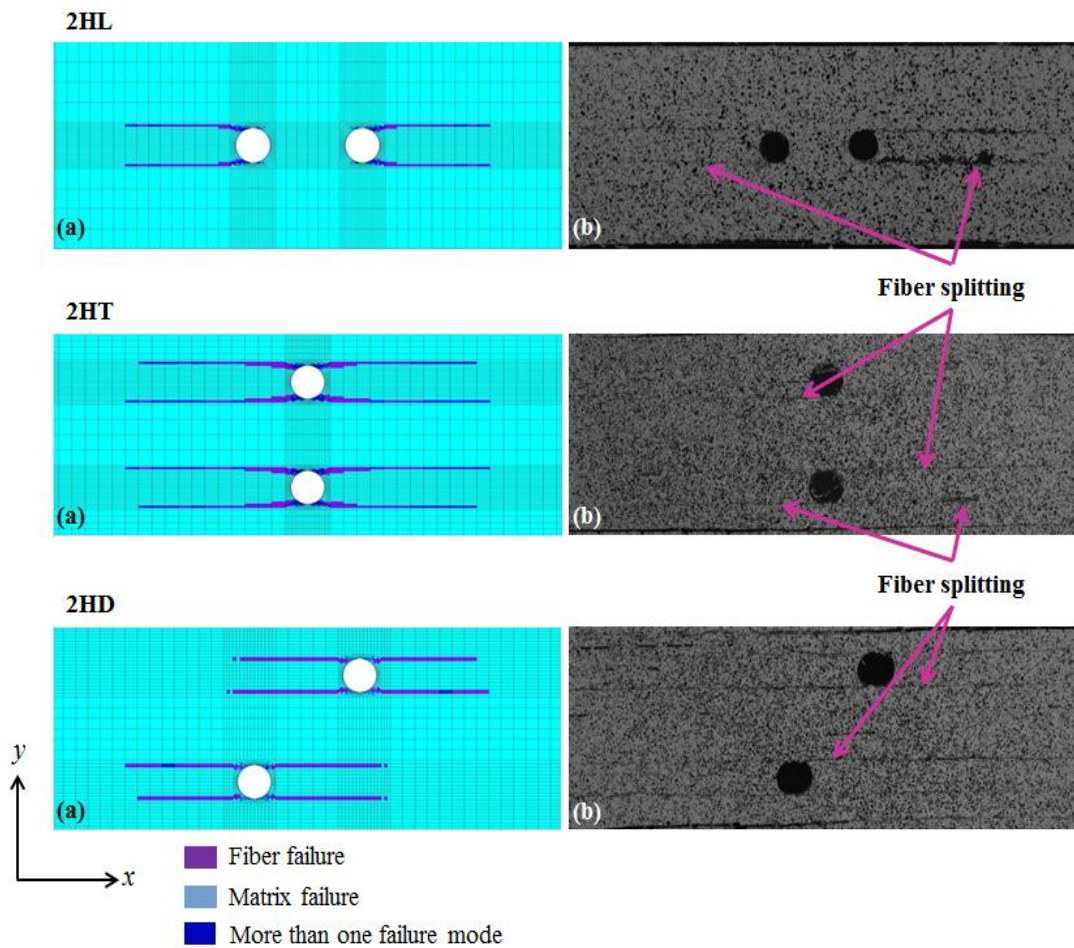 2HL
(a)
(b)
Fiber splitting
2HT
(a)
(b)
Fiber splitting
2HD
(a)
(b)
y
x
Fiber failure
Matrix failure
More than one failure mode